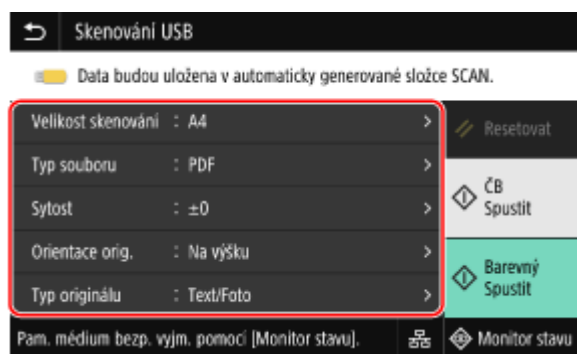 Skenování USB
Data budou uložena v automaticky generované složce SCAN.
Velikost skenování : A4
Typ souboru : PDF
Sytost : ±0
Orientace orig. : Na výšku
Typ originálu : Text/Foto
Resetovat
ČB
Spustit
Barevný
Spustit
Pam. médium bezp. vyjm. pomocí [Monitor stavu].
Monitor stavu